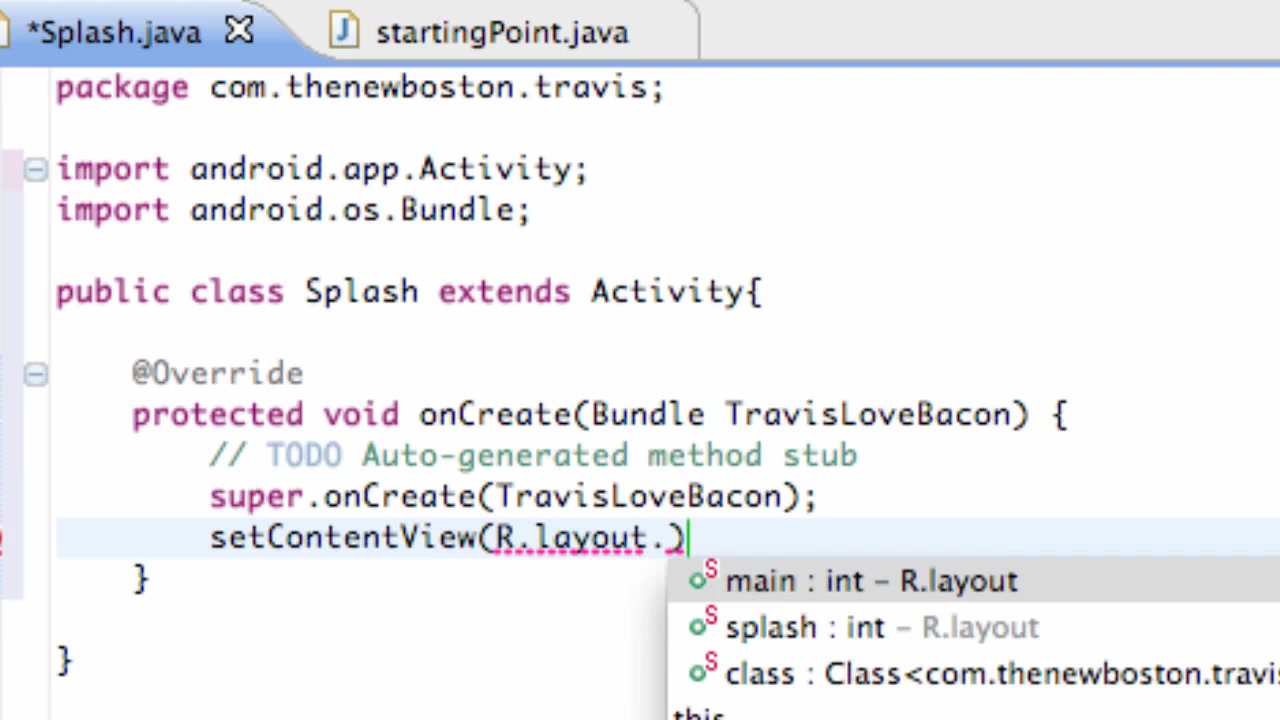 *Splash.java
startingPoint.java
package com.thenewboston.travis;
import android.app.Activity;
import android.os.Bundle;
public class Splash extends Activity{
@Override
protected void onCreate(Bundle TravisLoveBacon) {
// TODO Auto-generated method stub
super.onCreate(TravisLoveBacon);
setContentView(R.layout.)
}
}
main : int – R.layout
splash : int – R.layout
class : Class<com.thenewboston.travis
this